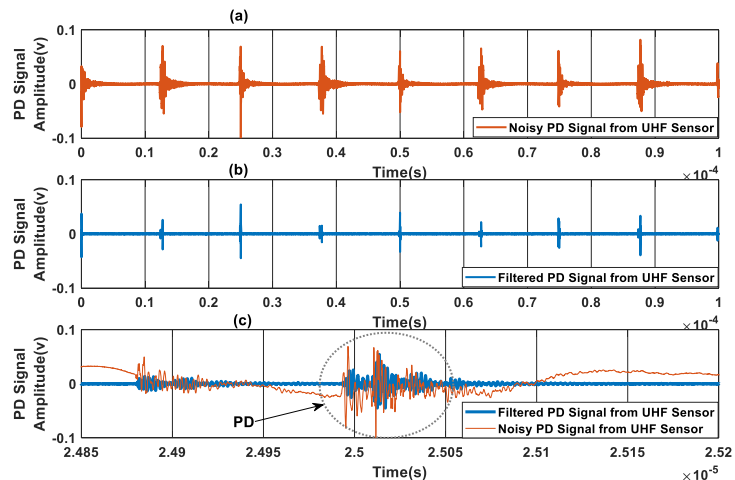 (a)
PD Signal
Amplitude(v)
0.1
0
-0.1
Noisy PD Signal from UHF Sensor
0 0.1 0.2 0.3 0.4 0.5 0.6 0.7 0.8 0.9 1
Time(s)
×10-4
(b)
PD Signal
Amplitude(v)
0.1
0
-0.1
Filtered PD Signal from UHF Sensor
0 0.1 0.2 0.3 0.4 0.5 0.6 0.7 0.8 0.9 1
Time(s)
×10-4
(c)
PD Signal
Amplitude(v)
0.1
0
-0.1
PD
Filtered PD Signal from UHF Sensor
Noisy PD Signal from UHF Sensor
2.485 2.49 2.495 2.5 2.505 2.51 2.515 2.52
Time(s)
×10-5